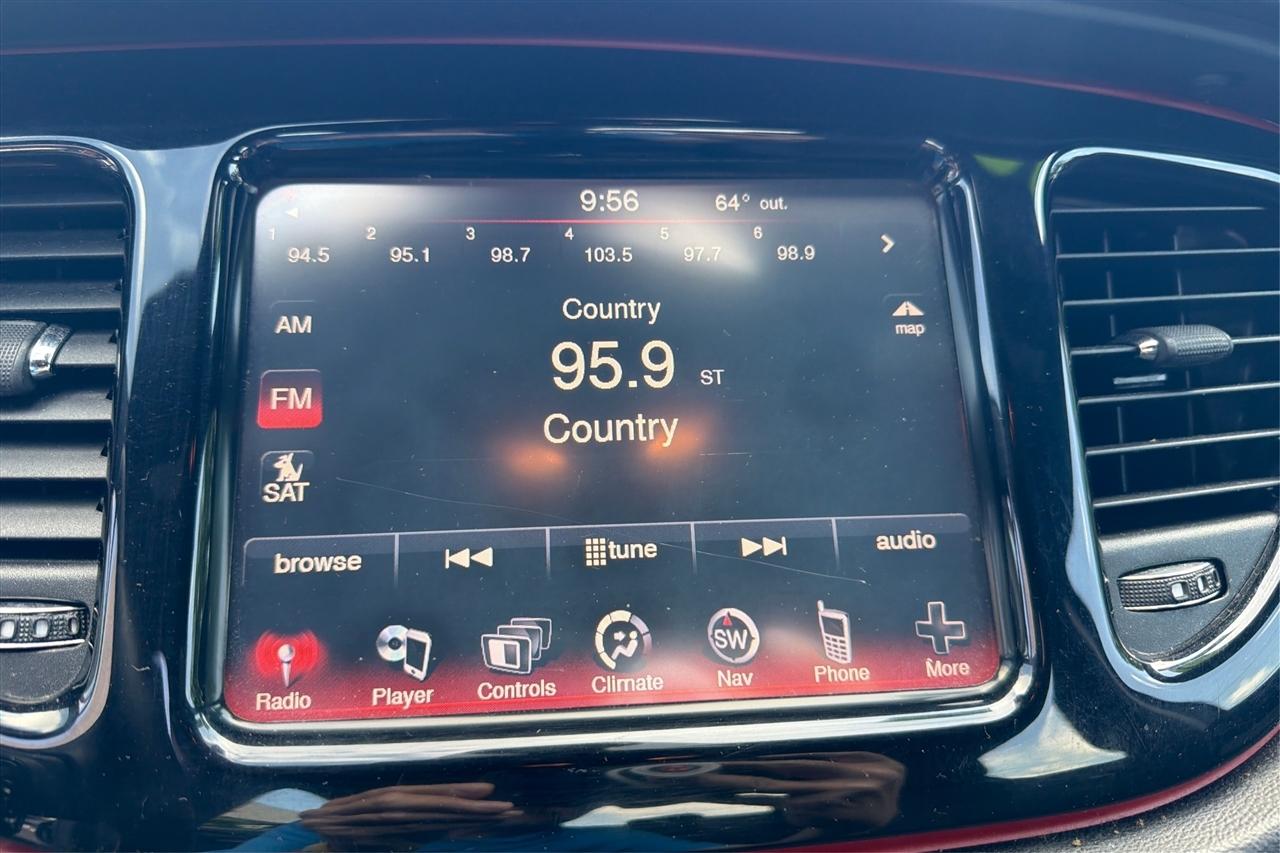 9:56 64° out.
1 2 3 4 5 6
94.5 95.1 98.7 103.5 97.7 98.9
AM
Country
map
FM
95.9 ST
Country
SAT
browse tune audio
SW
Radio Player Controls Climate Nav Phone More